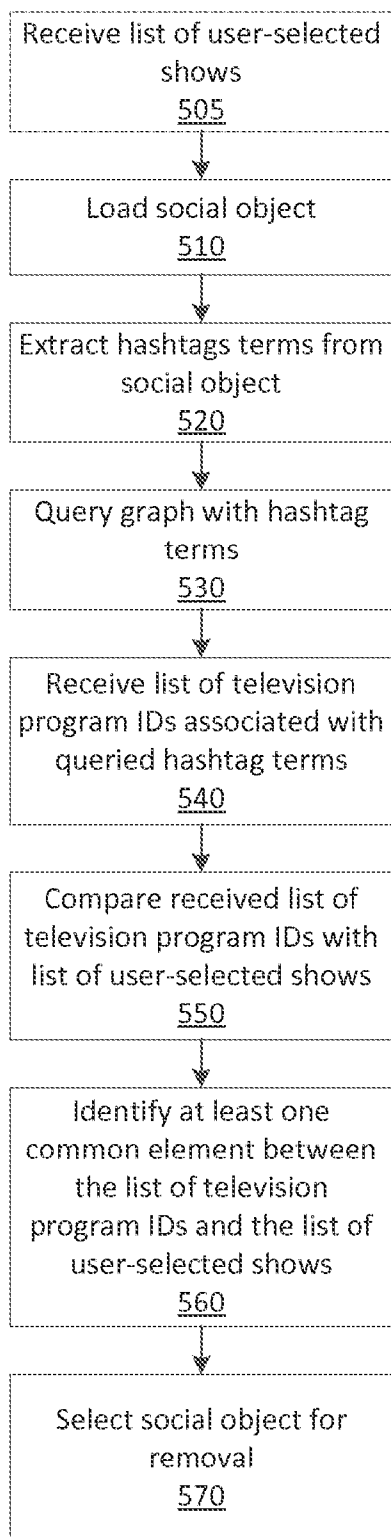 Receive list of user-selected
shows
505
Load social object
510
Extract hashtags terms from
social object
520
Query graph with hashtag
terms
530
Receive list of television
program IDs associated with
queried hashtag terms
540
Compare received list of
television program IDs with
list of user-selected shows
550
Identify at least one
common element between
the list of television
program IDs and the list of
user-selected shows
560
Select social object for
removal
570